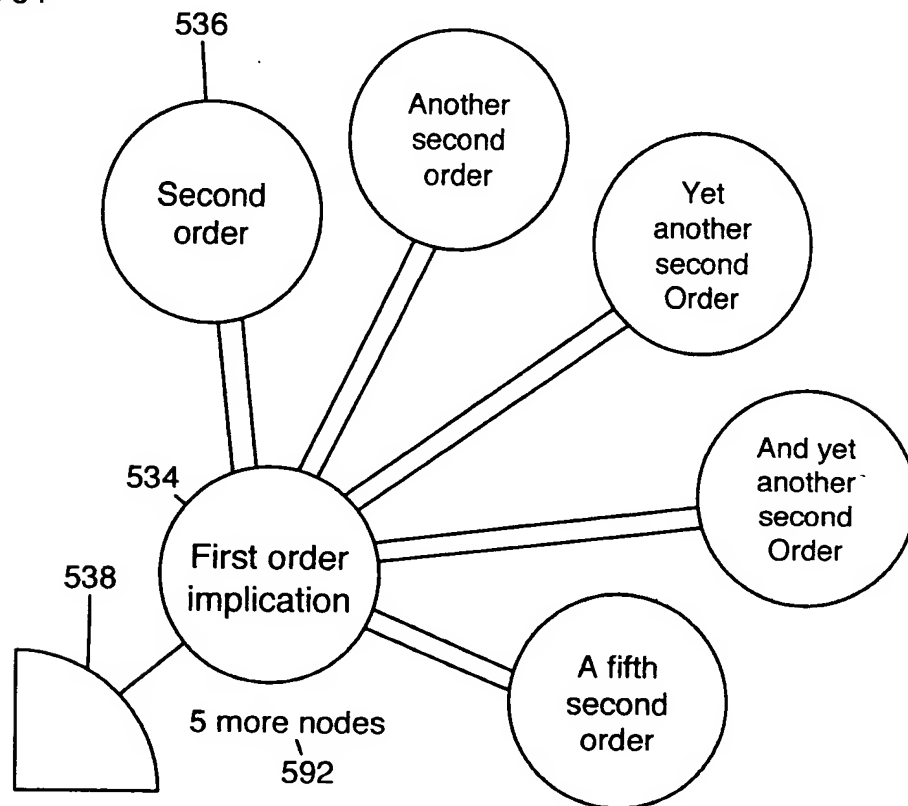 536
Another
second
order
Second
order
Yet
another
second
Order
534
And yet
another
second
Order
First order
implication
538
A fifth
second
order
5 more nodes
592